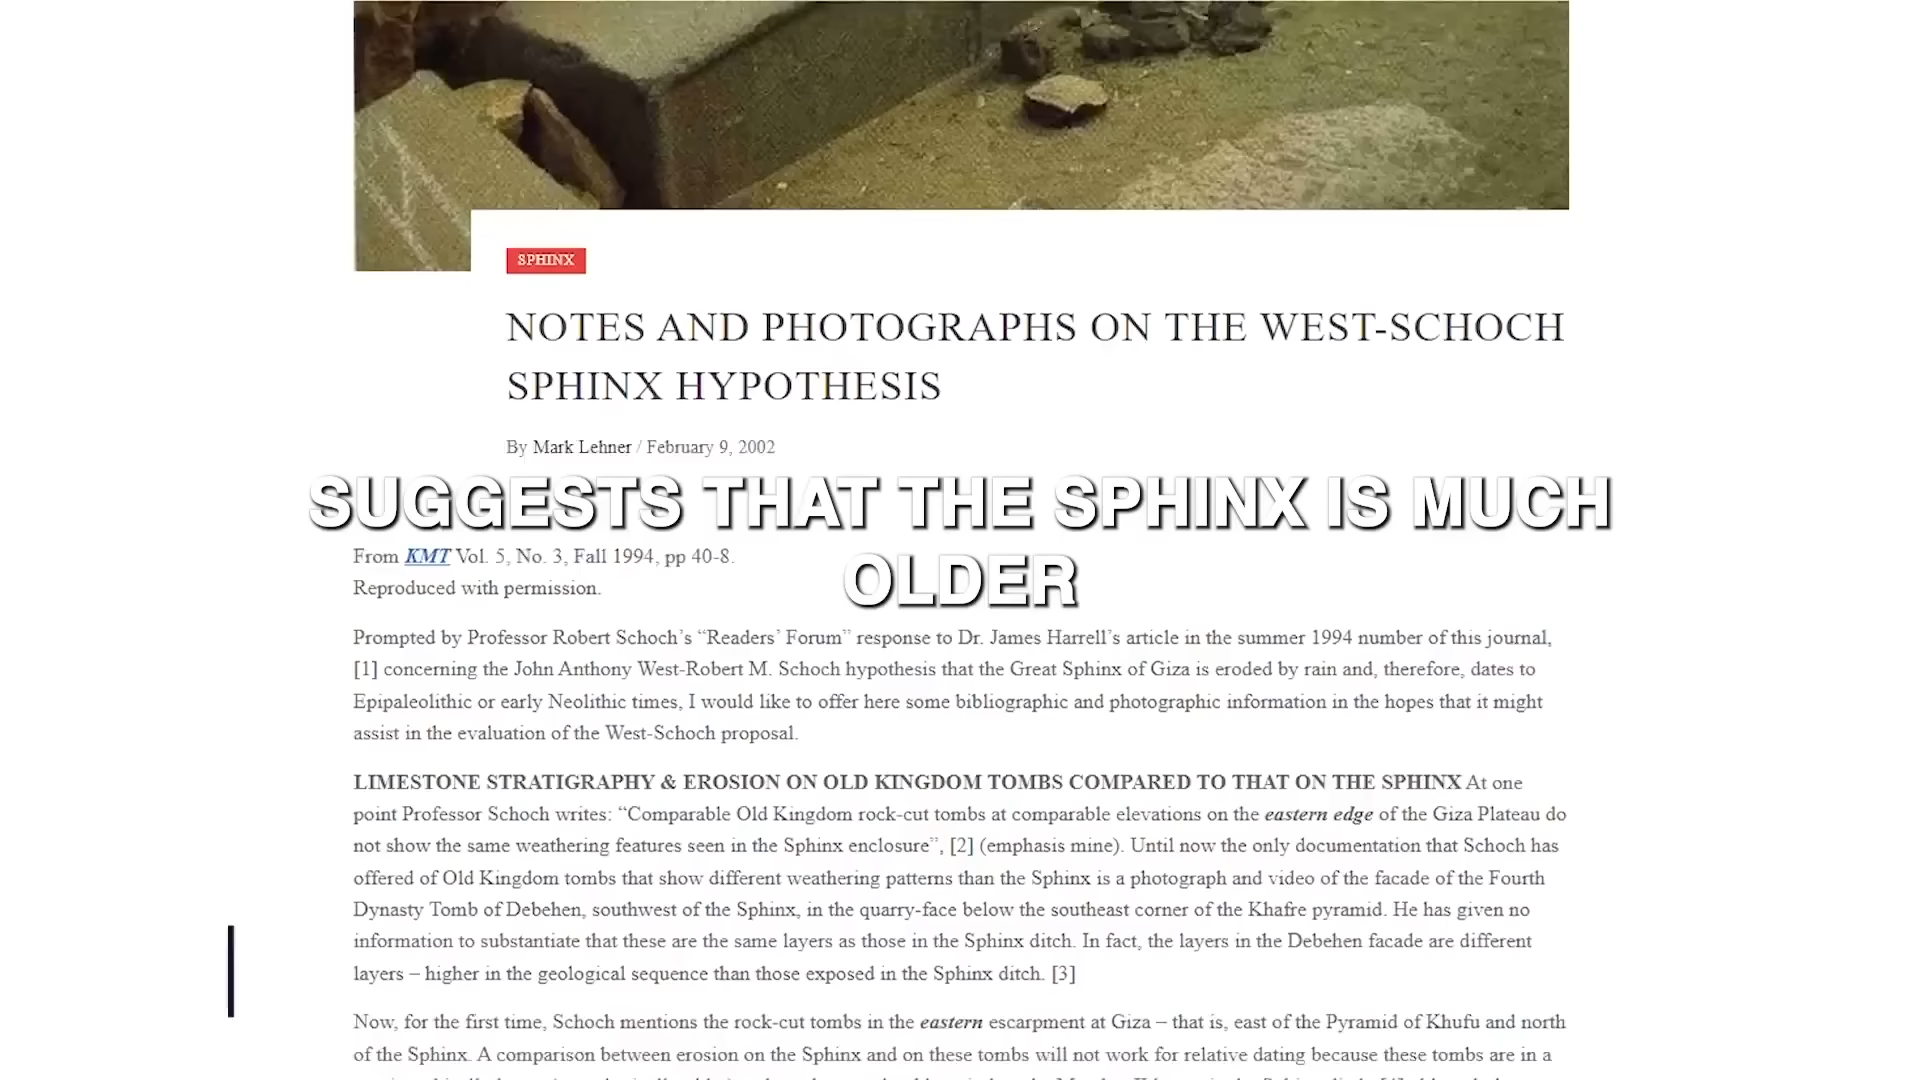 SPHINX
NOTES AND PHOTOGRAPHS ON THE WEST-SCHOCH
SPHINX HYPOTHESIS
By Mark Lehner / February 9, 2002
SUGGESTS THAT THE SPHINX IS MUCH
OLDER
From KMT Vol. 5, No. 3, Fall 1994, pp 40-8.
Reproduced with permission.
Prompted by Professor Robert Schoch’s “Readers’ Forum” response to Dr. James Harrell’s article in the summer 1994 number of this journal,
[1] concerning the John Anthony West-Robert M. Schoch hypothesis that the Great Sphinx of Giza is eroded by rain and, therefore, dates to
Epipaleolithic or early Neolithic times, I would like to offer here some bibliographic and photographic information in the hopes that it might
assist in the evaluation of the West-Schoch proposal.
LIMESTONE STRATIGRAPHY & EROSION ON OLD KINGDOM TOMBS COMPARED TO THAT ON THE SPHINX At one
point Professor Schoch writes: “Comparable Old Kingdom rock-cut tombs at comparable elevations on the eastern edge of the Giza Plateau do
not show the same weathering features seen in the Sphinx enclosure”, [2] (emphasis mine). Until now the only documentation that Schoch has
offered of Old Kingdom tombs that show different weathering patterns than the Sphinx is a photograph and video of the facade of the Fourth
Dynasty Tomb of Debehen, southwest of the Sphinx, in the quarry-face below the southeast corner of the Khafre pyramid. He has given no
information to substantiate that these are the same layers as those in the Sphinx ditch. In fact, the layers in the Debehen facade are different
layers – higher in the geological sequence than those exposed in the Sphinx ditch. [3]
Now, for the first time, Schoch mentions the rock-cut tombs in the eastern escarpment at Giza – that is, east of the Pyramid of Khufu and north
of the Sphinx. A comparison between erosion on the Sphinx and on these tombs will not work for relative dating because these tombs are in a